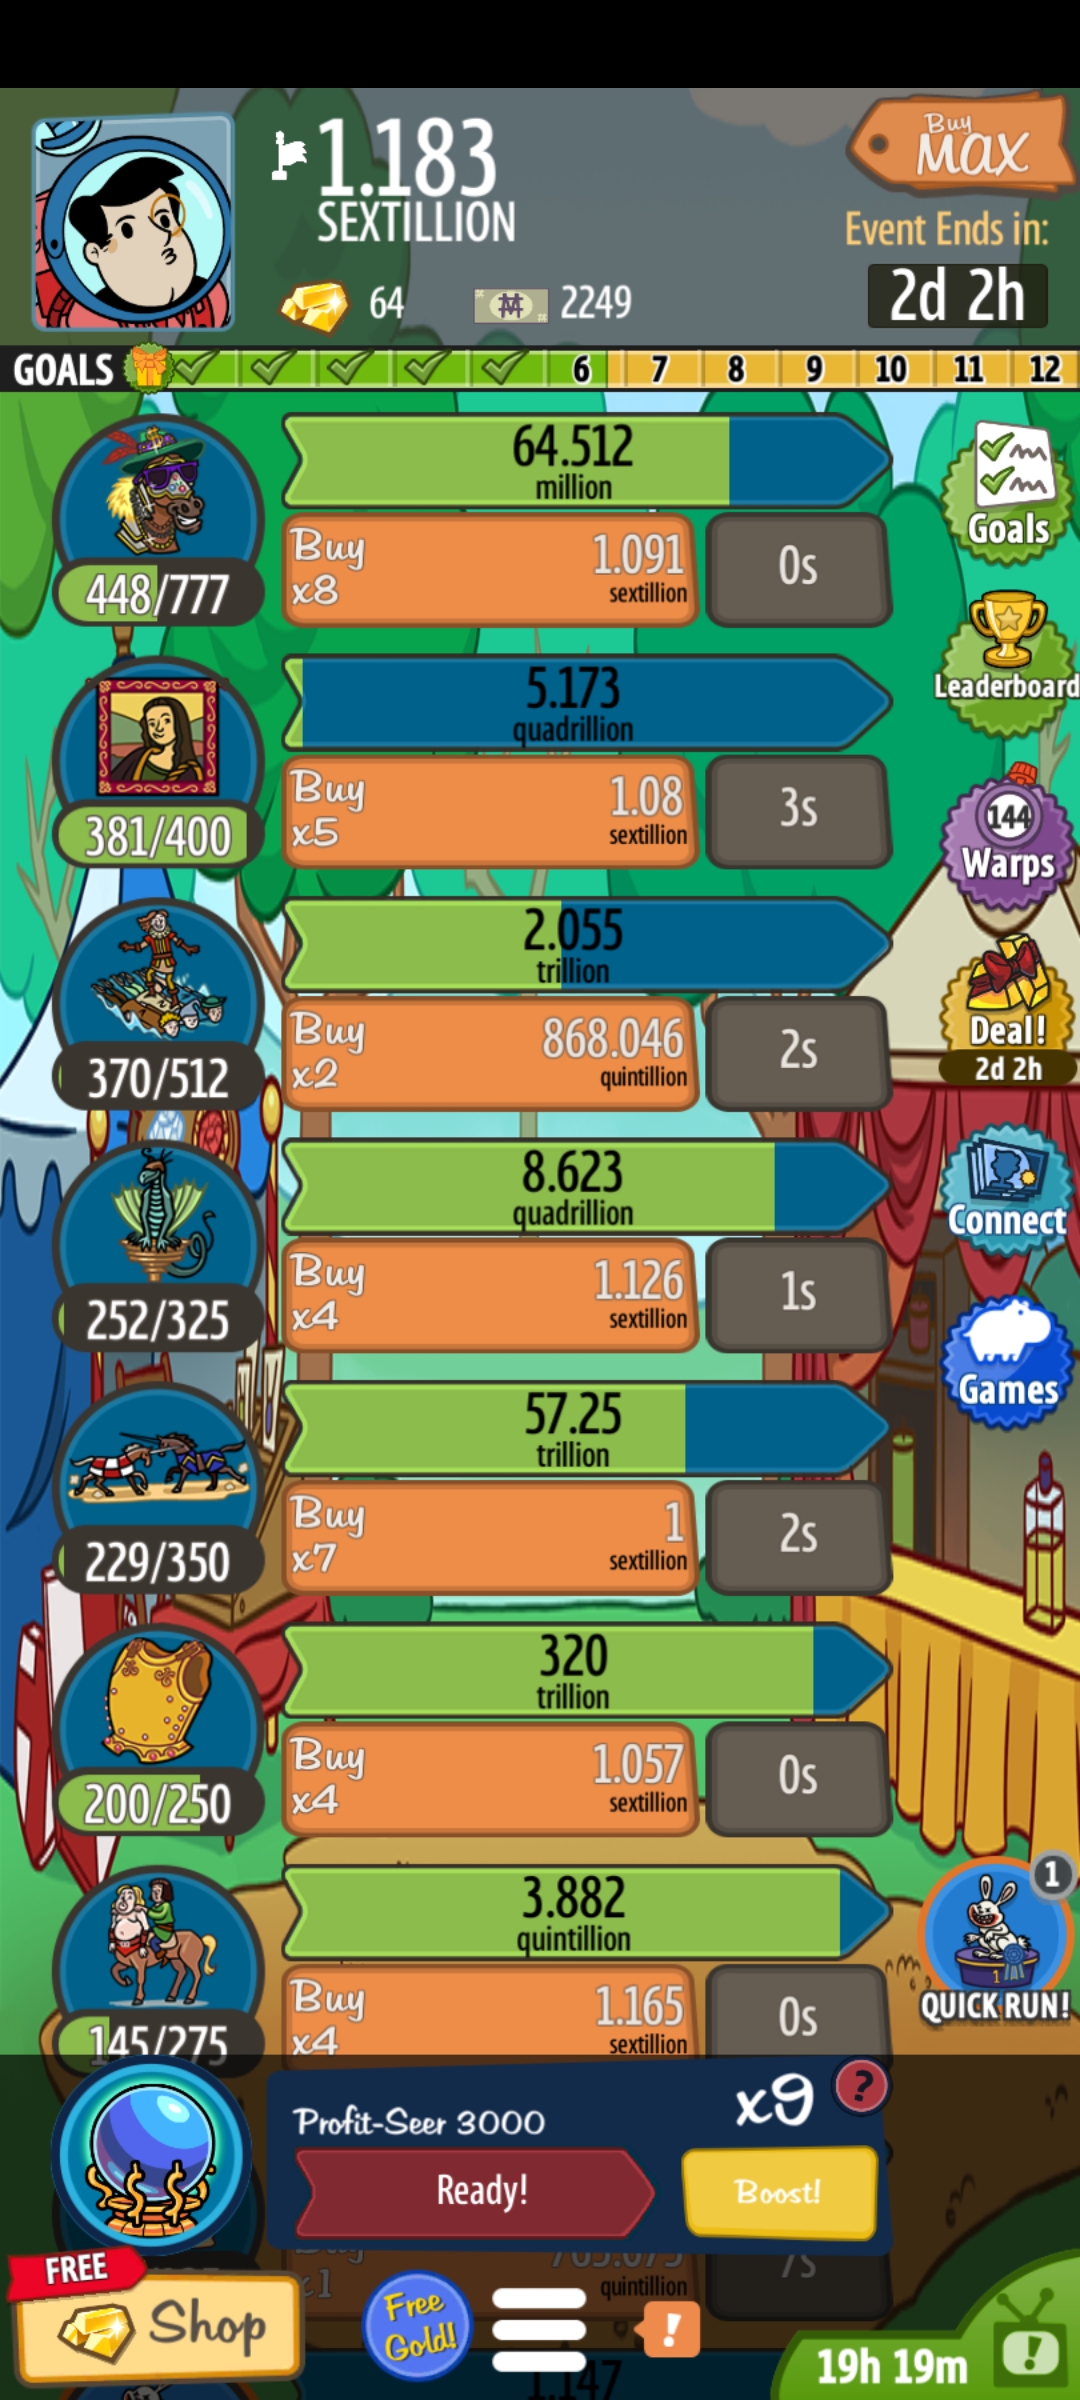 1.183
SEXTILLION
Buy
MAX
Event Ends in:
2d 2h
64
2249
GOALS 6 7 8 9 10 11 12
64.512
million
Buy
x8
1.091
sextillion
0s
448/777
Goals
5.173
quadrillion
Buy
x5
1.08
sextillion
3s
381/400
Leaderboard
144
Warps
2.055
trillion
Buy
x2
868.046
quintillion
2s
370/512
Deal!
2d 2h
8.623
quadrillion
Buy
x4
1.126
sextillion
1s
252/325
Connect
Games
57.25
trillion
Buy
x7
1
sextillion
2s
229/350
320
trillion
Buy
x4
1.057
sextillion
0s
200/250
3.882
quintillion
Buy
x4
1.165
sextillion
0s
145/275
1
1
QUICK RUN!
Profit-Seer 3000
x9
?
Ready!
Boost!
x1
quintillion
7s
FREE
Shop
Free
Gold!
!
1.147
19h 19m
!